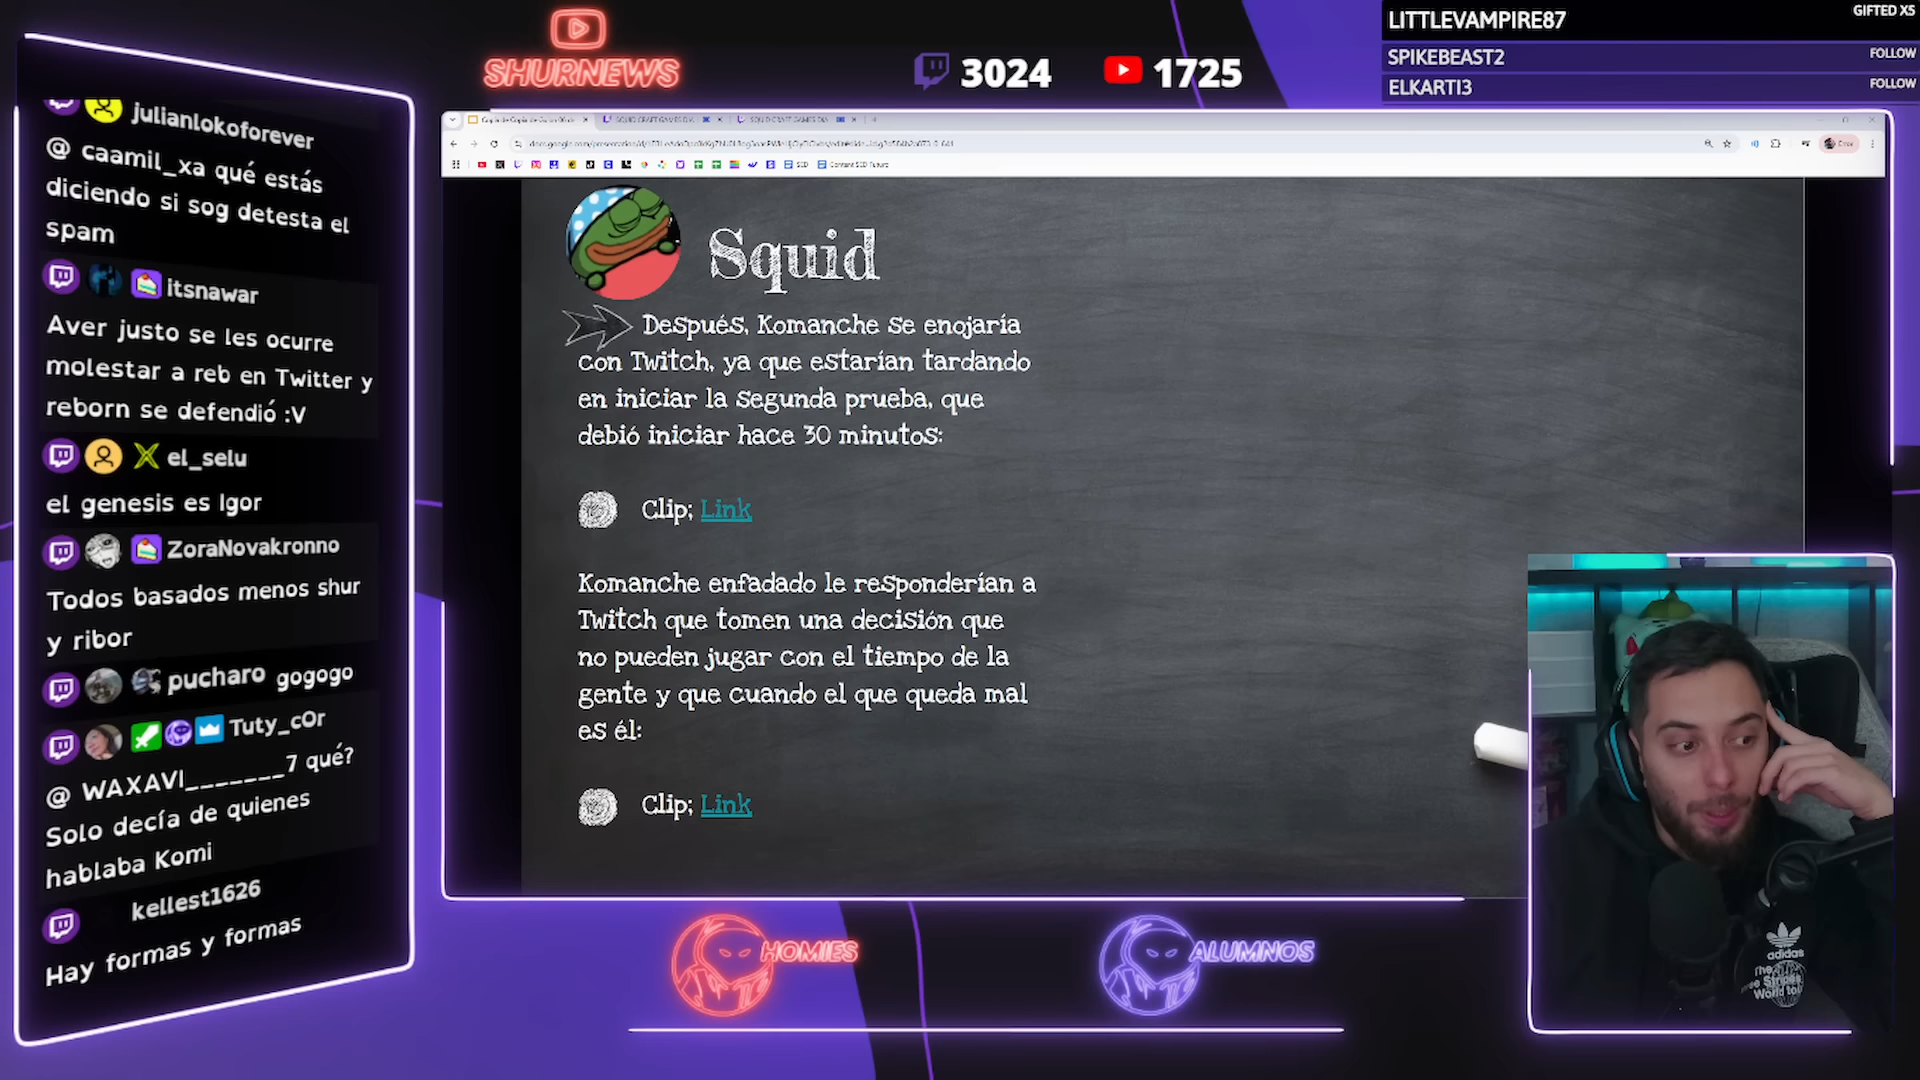 SHURNEWS
3024
1725
LITTLEVAMPIRE87
GIFTED X5
SPIKEBEAST2
FOLLOW
ELKARTI3
FOLLOW
julianlokoforever
@ caamil_xa qué estás
diciendo si sog detesta el
spam
itsnawar
Aver justo se les ocurre
molestar a reb en Twitter y
reborn se defendió :V
el_selu
el genesis es Igor
ZoraNovakronno
Todos basados menos shur
y ribor
pucharo gogogo
Tuty_cOr
@ WAXAVI_______7 qué?
Solo decía de quienes
hablaba Komi
kellest1626
Hay formas y formas
Squid
Después, Komanche se enojaría
con Twitch, ya que estarían tardando
en iniciar la segunda prueba, que
debió iniciar hace 30 minutos:
Clip; Link
Komanche enfadado le responderían a
Twitch que tomen una decisión que
no pueden jugar con el tiempo de la
gente y que cuando el que queda mal
es él:
Clip; Link
HOMIES
ALUMNOS
adidas